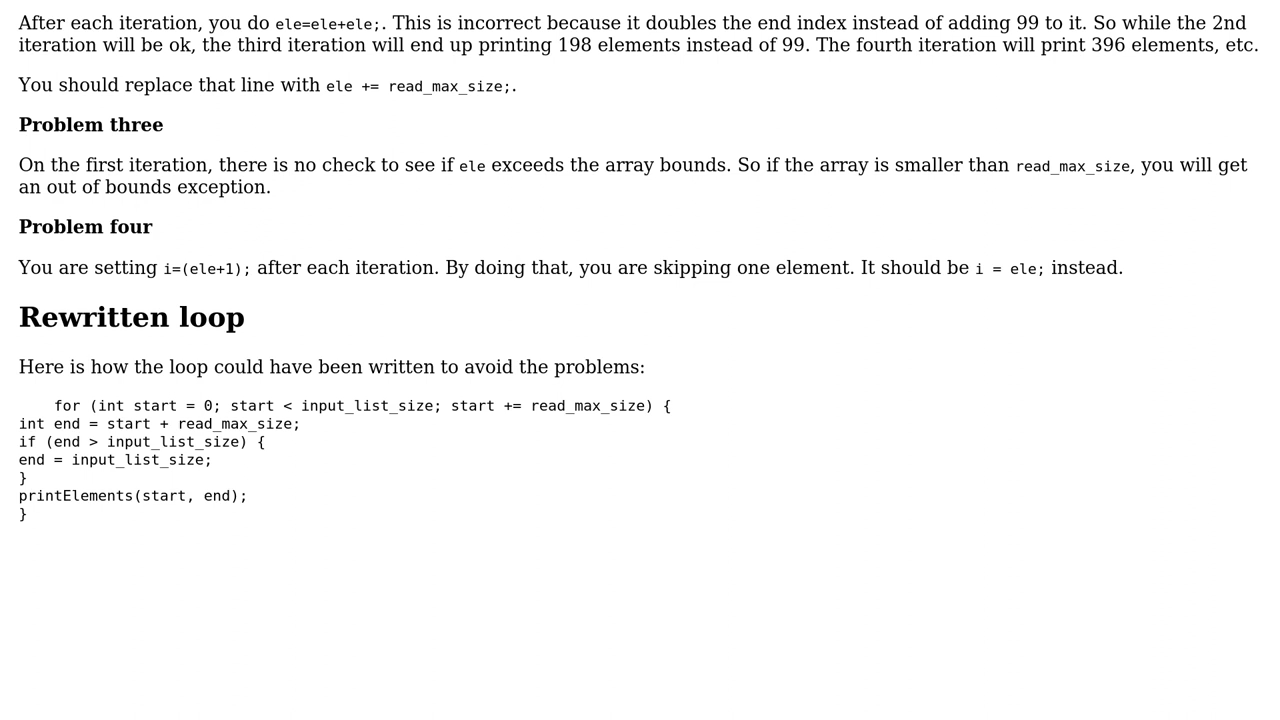 After each iteration, you do ele=ele+ele;. This is incorrect because it doubles the end index instead of adding 99 to it. So while the 2nd
iteration will be ok, the third iteration will end up printing 198 elements instead of 99. The fourth iteration will print 396 elements, etc.
You should replace that line with ele += read_max_size;.
Problem three
On the first iteration, there is no check to see if ele exceeds the array bounds. So if the array is smaller than read_max_size, you will get
an out of bounds exception.
Problem four
You are setting i=(ele+1); after each iteration. By doing that, you are skipping one element. It should be i = ele; instead.
Rewritten loop
Here is how the loop could have been written to avoid the problems:
    for (int start = 0; start < input_list_size; start += read_max_size) {
int end = start + read_max_size;
if (end > input_list_size) {
end = input_list_size;
}
printElements(start, end);
}